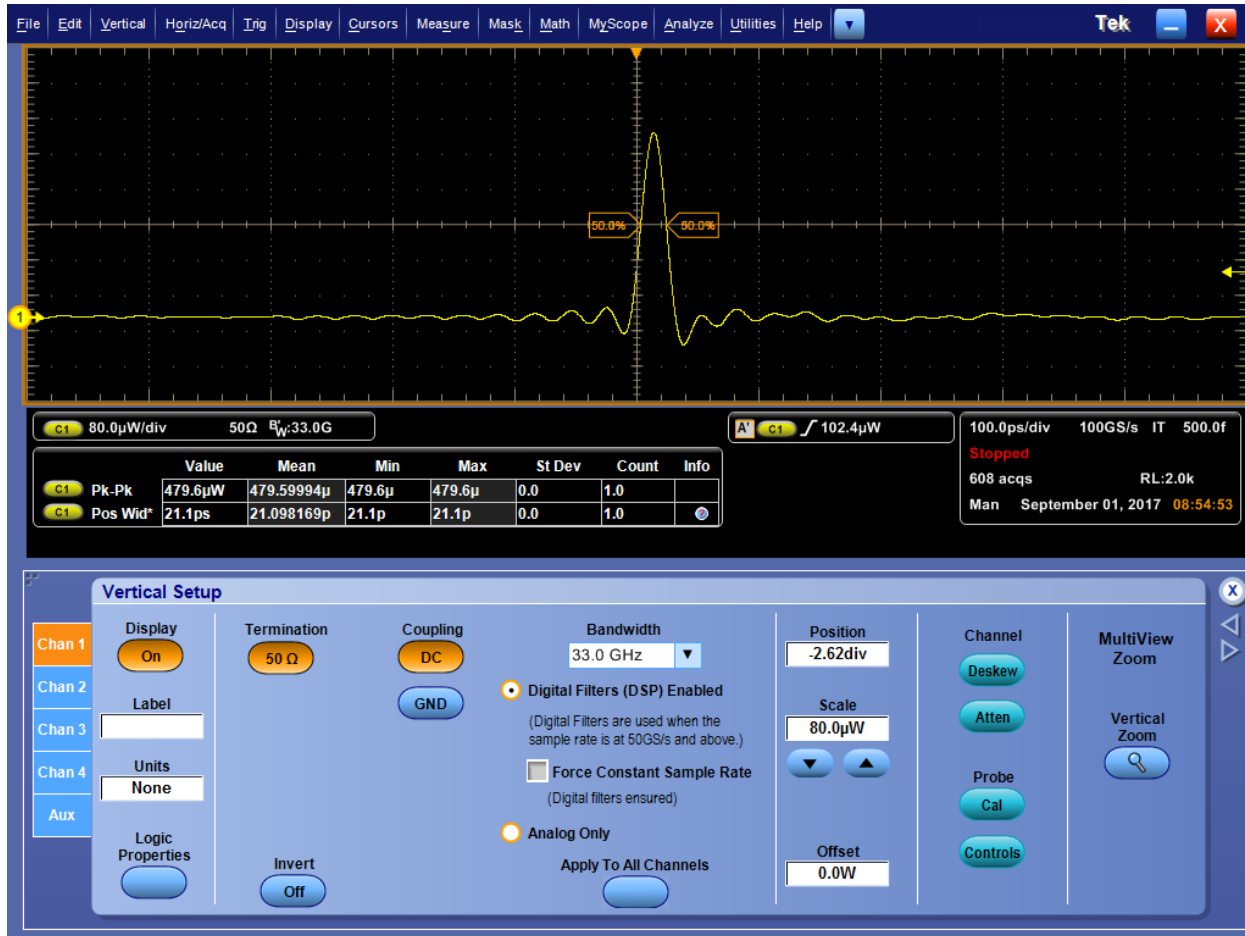 File Edit Vertical Horiz/Acq Trig Display Cursors Measure Mask Math MyScope Analyze Utilities Help Tek X
50.0% 50.0%
1
C1 80.0µW/div 50Ω BW:33.0G
A' C1 102.4µW
100.0ps/div 100GS/s IT 500.0f
Stopped
608 acqs RL:2.0k
Man September 01, 2017 08:54:53
Value Mean Min Max St Dev Count Info
C1 Pk-Pk 479.6µW 479.59994µ 479.6µ 479.6µ 0.0 1.0
C1 Pos Wid* 21.1ps 21.098169p 21.1p 21.1p 0.0 1.0
Vertical Setup
X
Chan 1
Chan 2
Chan 3
Chan 4
Aux
Display
On
Label
Units
None
Logic
Properties
Termination
50 Ω
Invert
Off
Coupling
DC
GND
Bandwidth
33.0 GHz
Digital Filters (DSP) Enabled
(Digital Filters are used when the
sample rate is at 50GS/s and above.)
Force Constant Sample Rate
(Digital filters ensured)
Analog Only
Apply To All Channels
Position
-2.62div
Scale
80.0µW
Offset
0.0W
Channel
Deskew
Atten
Probe
Cal
Controls
MultiView
Zoom
Vertical
Zoom